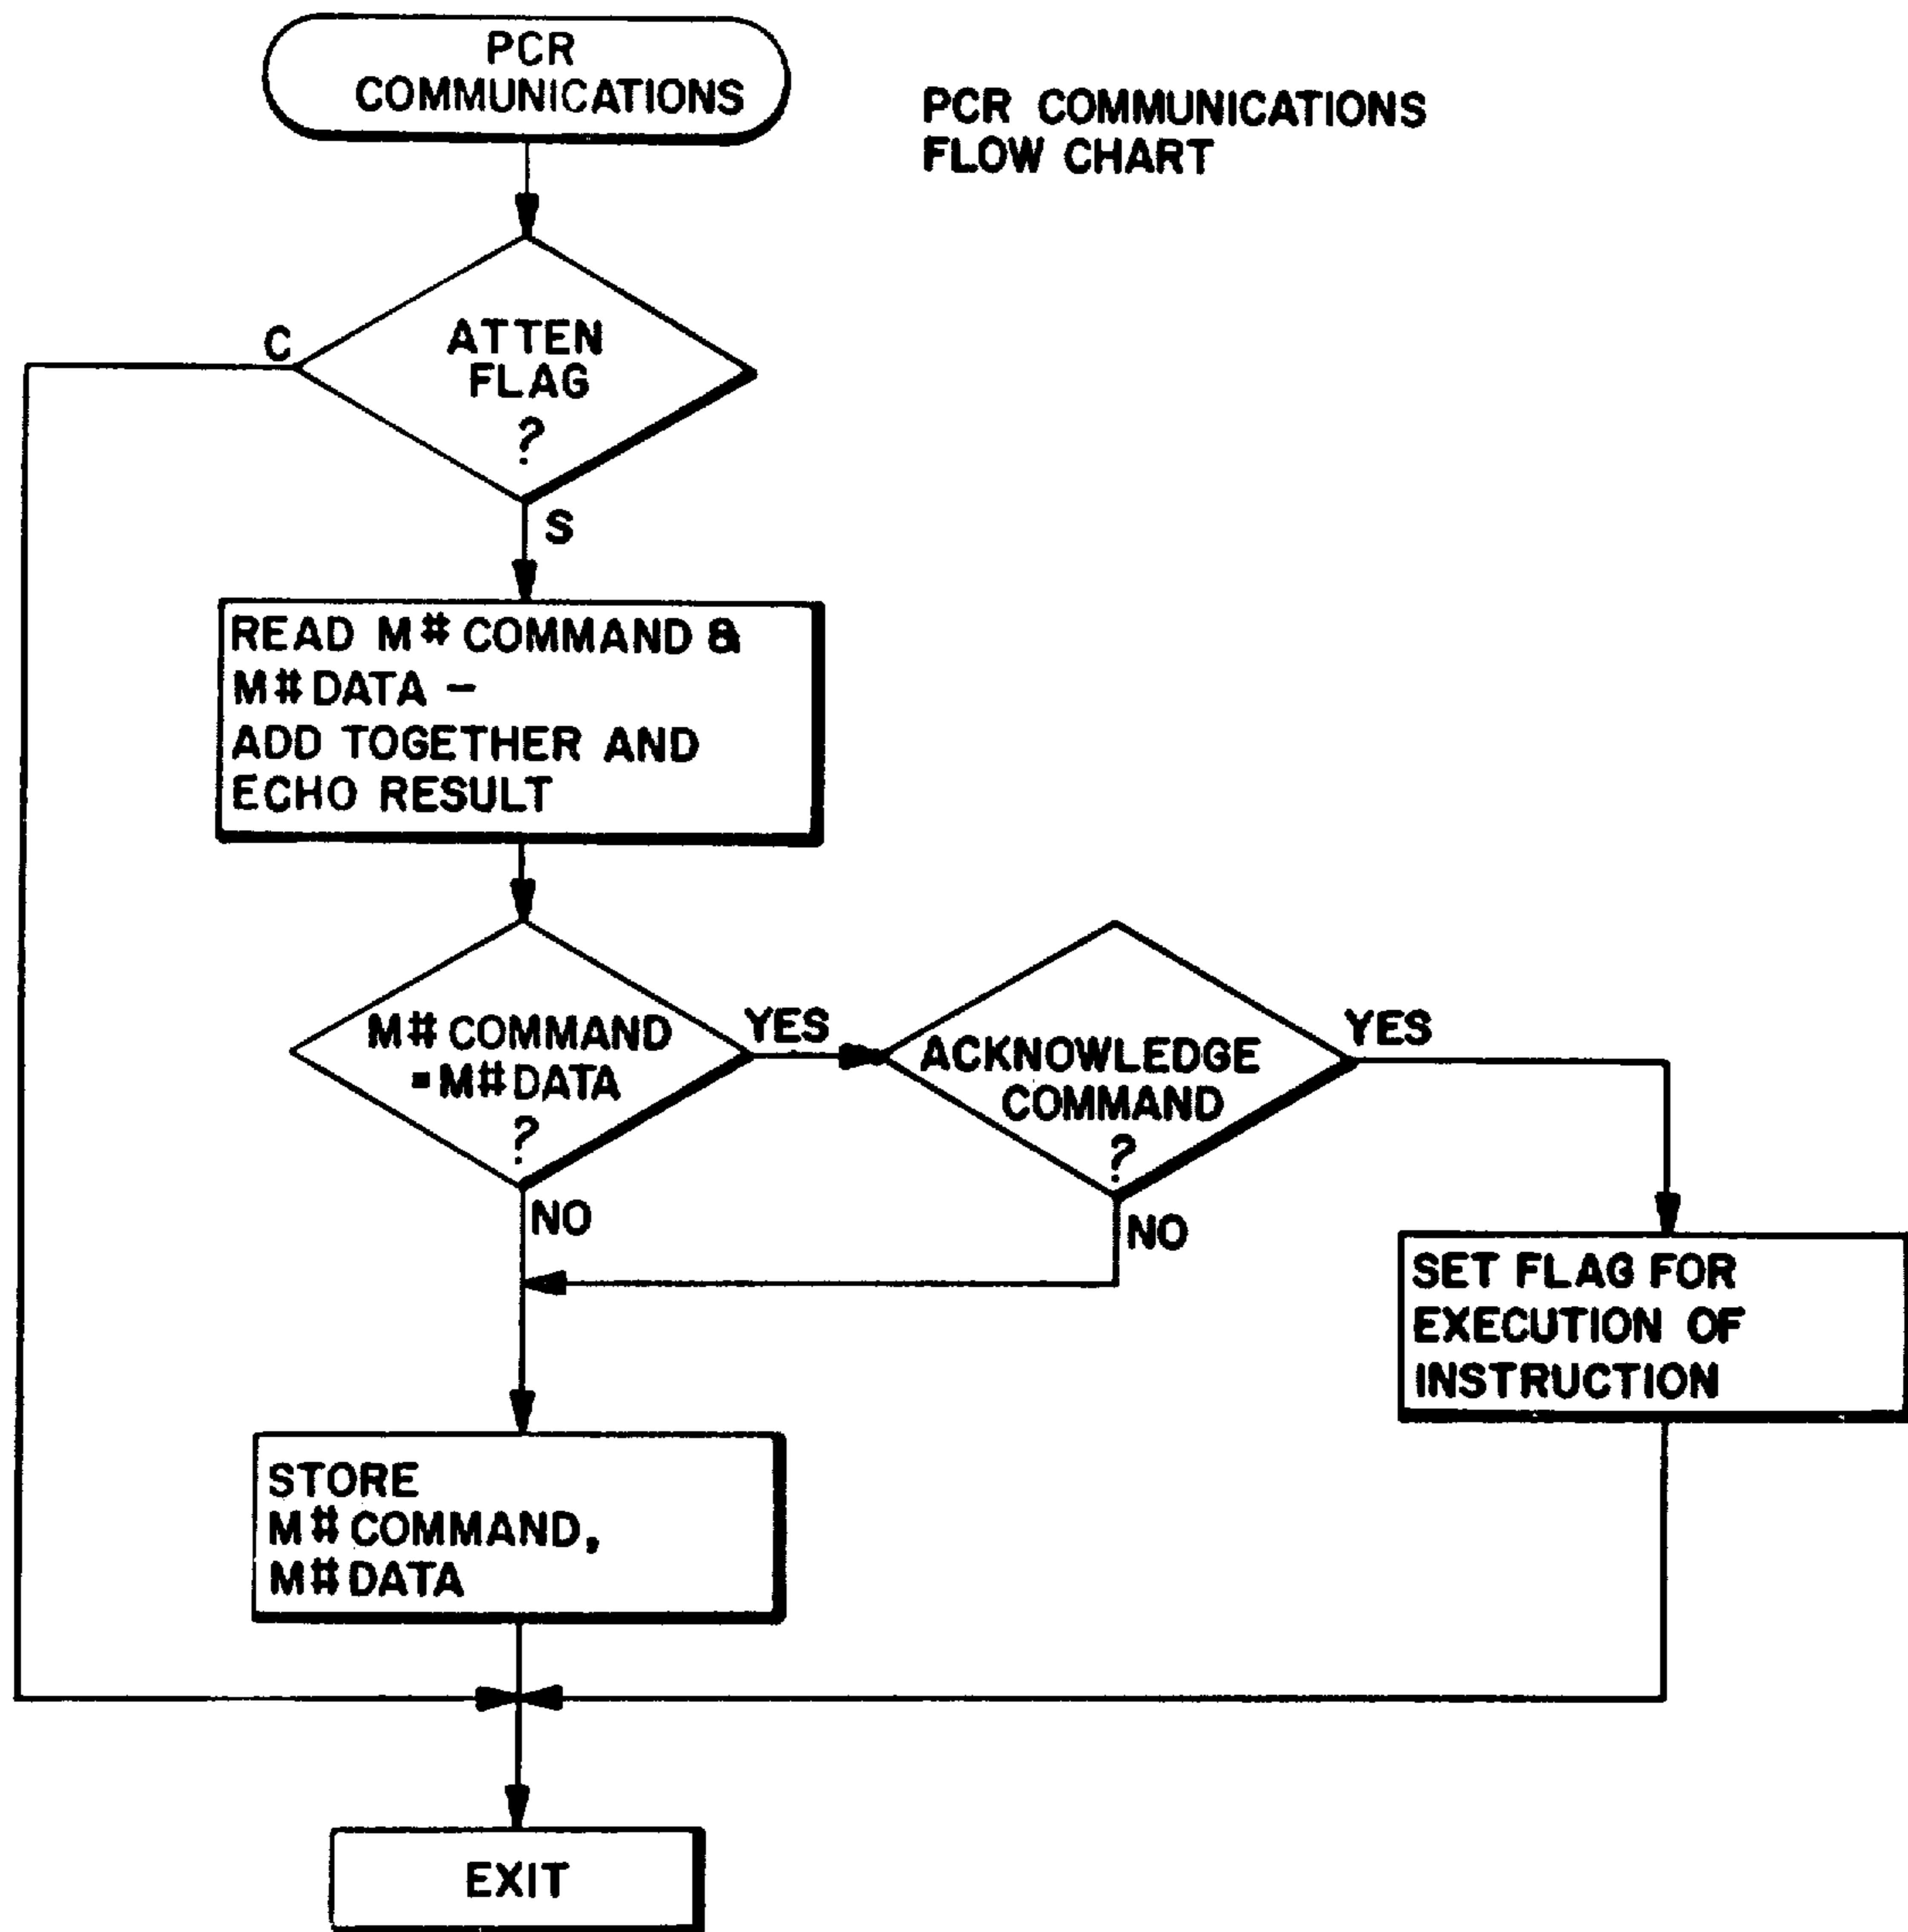 PCR
COMMUNICATIONS
PCR COMMUNICATIONS
FLOW CHART
C
ATTEN
FLAG
?
S
READ M# COMMAND &
M# DATA –
ADD TOGETHER AND
ECHO RESULT
M# COMMAND
= M# DATA
?
YES
NO
ACKNOWLEDGE
COMMAND
?
YES
NO
SET FLAG FOR
EXECUTION OF
INSTRUCTION
STORE
M# COMMAND,
M# DATA
EXIT